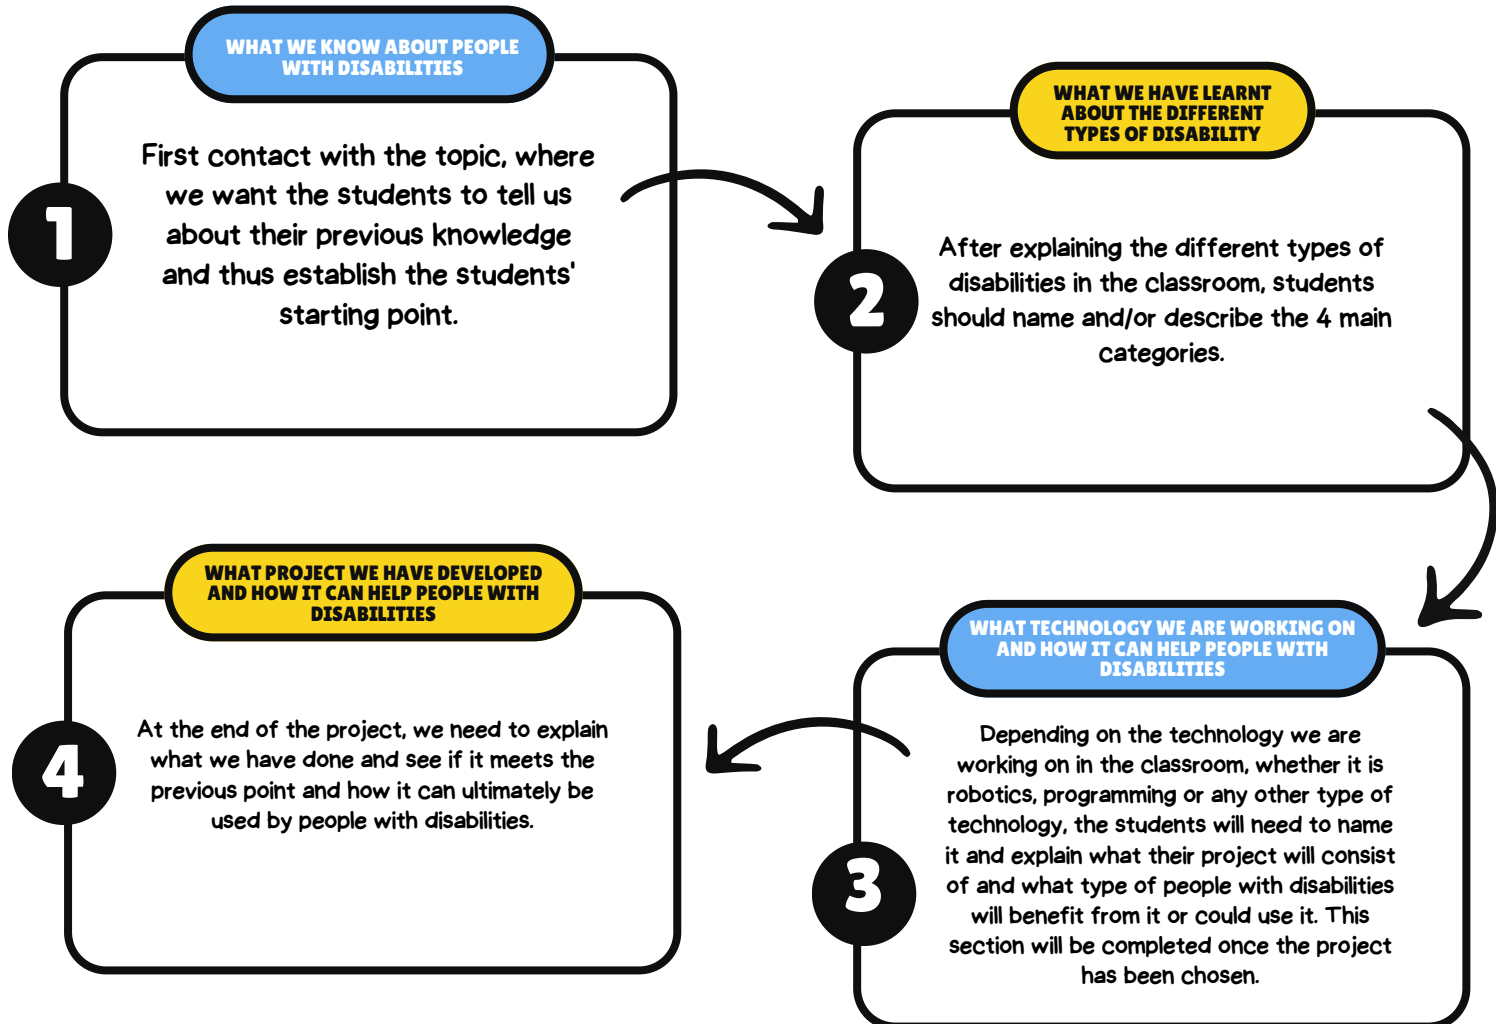 WHAT WE KNOW ABOUT PEOPLE
WITH DISABILITIES
1
First contact with the topic, where
we want the students to tell us
about their previous knowledge
and thus establish the students'
starting point.
WHAT WE HAVE LEARNT
ABOUT THE DIFFERENT
TYPES OF DISABILITY
2
After explaining the different types of
disabilities in the classroom, students
should name and/or describe the 4 main
categories.
WHAT TECHNOLOGY WE ARE WORKING ON
AND HOW IT CAN HELP PEOPLE WITH
DISABILITIES
3
Depending on the technology we are
working on in the classroom, whether it is
robotics, programming or any other type of
technology, the students will need to name
it and explain what their project will consist
of and what type of people with disabilities
will benefit from it or could use it. This
section will be completed once the project
has been chosen.
WHAT PROJECT WE HAVE DEVELOPED
AND HOW IT CAN HELP PEOPLE WITH
DISABILITIES
4
At the end of the project, we need to explain
what we have done and see if it meets the
previous point and how it can ultimately be
used by people with disabilities.